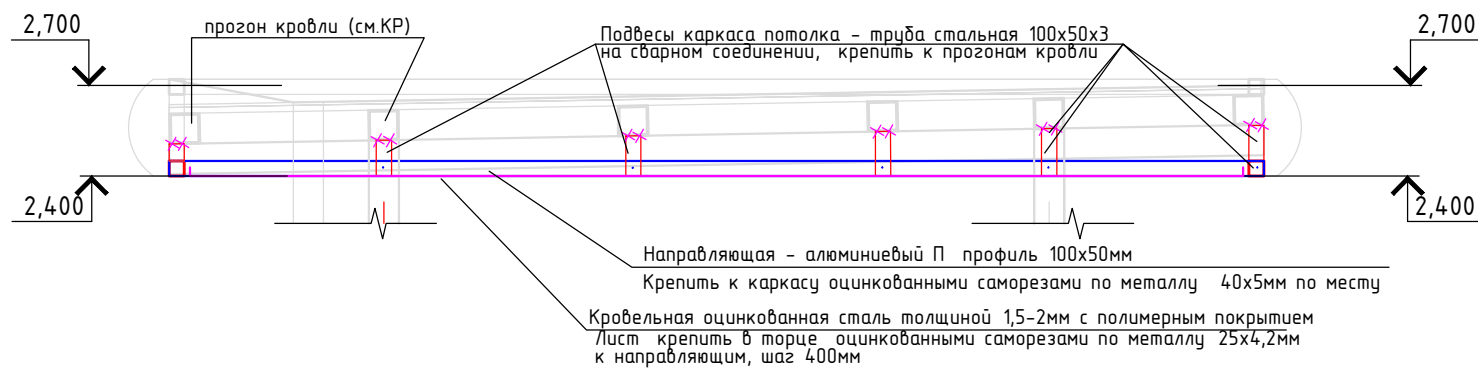 2,700
прогон кровли (см.КР)
Подвесы каркаса потолка - труба стальная 100х50х3
на сварном соединении, крепить к прогонам кровли
2,700
2,400
2,400
Направляющая - алюминиевый П профиль 100х50мм
Крепить к каркасу оцинкованными саморезами по металлу 40х5мм по месту
Кровельная оцинкованная сталь толщиной 1,5-2мм с полимерным покрытием
Лист крепить в торце оцинкованными саморезами по металлу 25х4,2мм
к направляющим, шаг 400мм